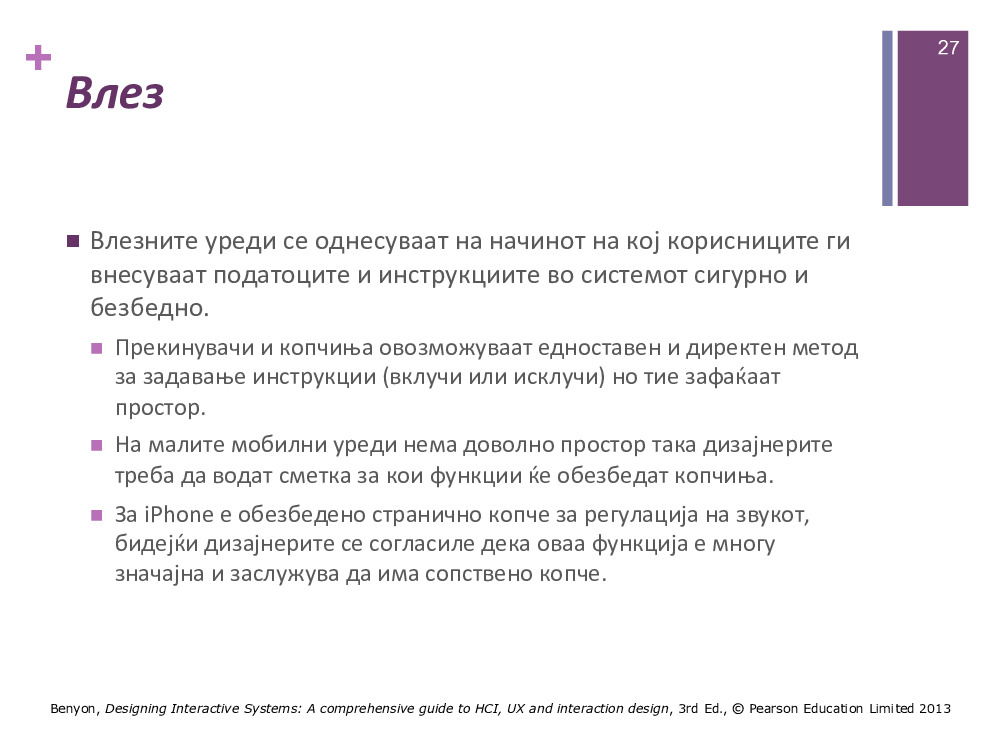 27
+
Влез
Влезните уреди се однесуваат на начинот на кој корисниците ги
внесуваат податоците и инструкциите во системот сигурно и
безбедно.
Прекинувачи и копчиња овозможуваат едноставен и директен метод
за задавање инструкции (вклучи или исклучи) но тие зафаќаат
простор.
На малите мобилни уреди нема доволно простор така дизајнерите
треба да водат сметка за кои функции ќе обезбедат копчиња.
За iPhone е обезбедено странично копче за регулација на звукот,
бидејќи дизајнерите се согласиле дека оваа функција е многу
значајна и заслужува да има сопствено копче.
Benyon, Designing Interactive Systems: A comprehensive guide to HCI, UX and interaction design, 3rd Ed., © Pearson Education Limited 2013